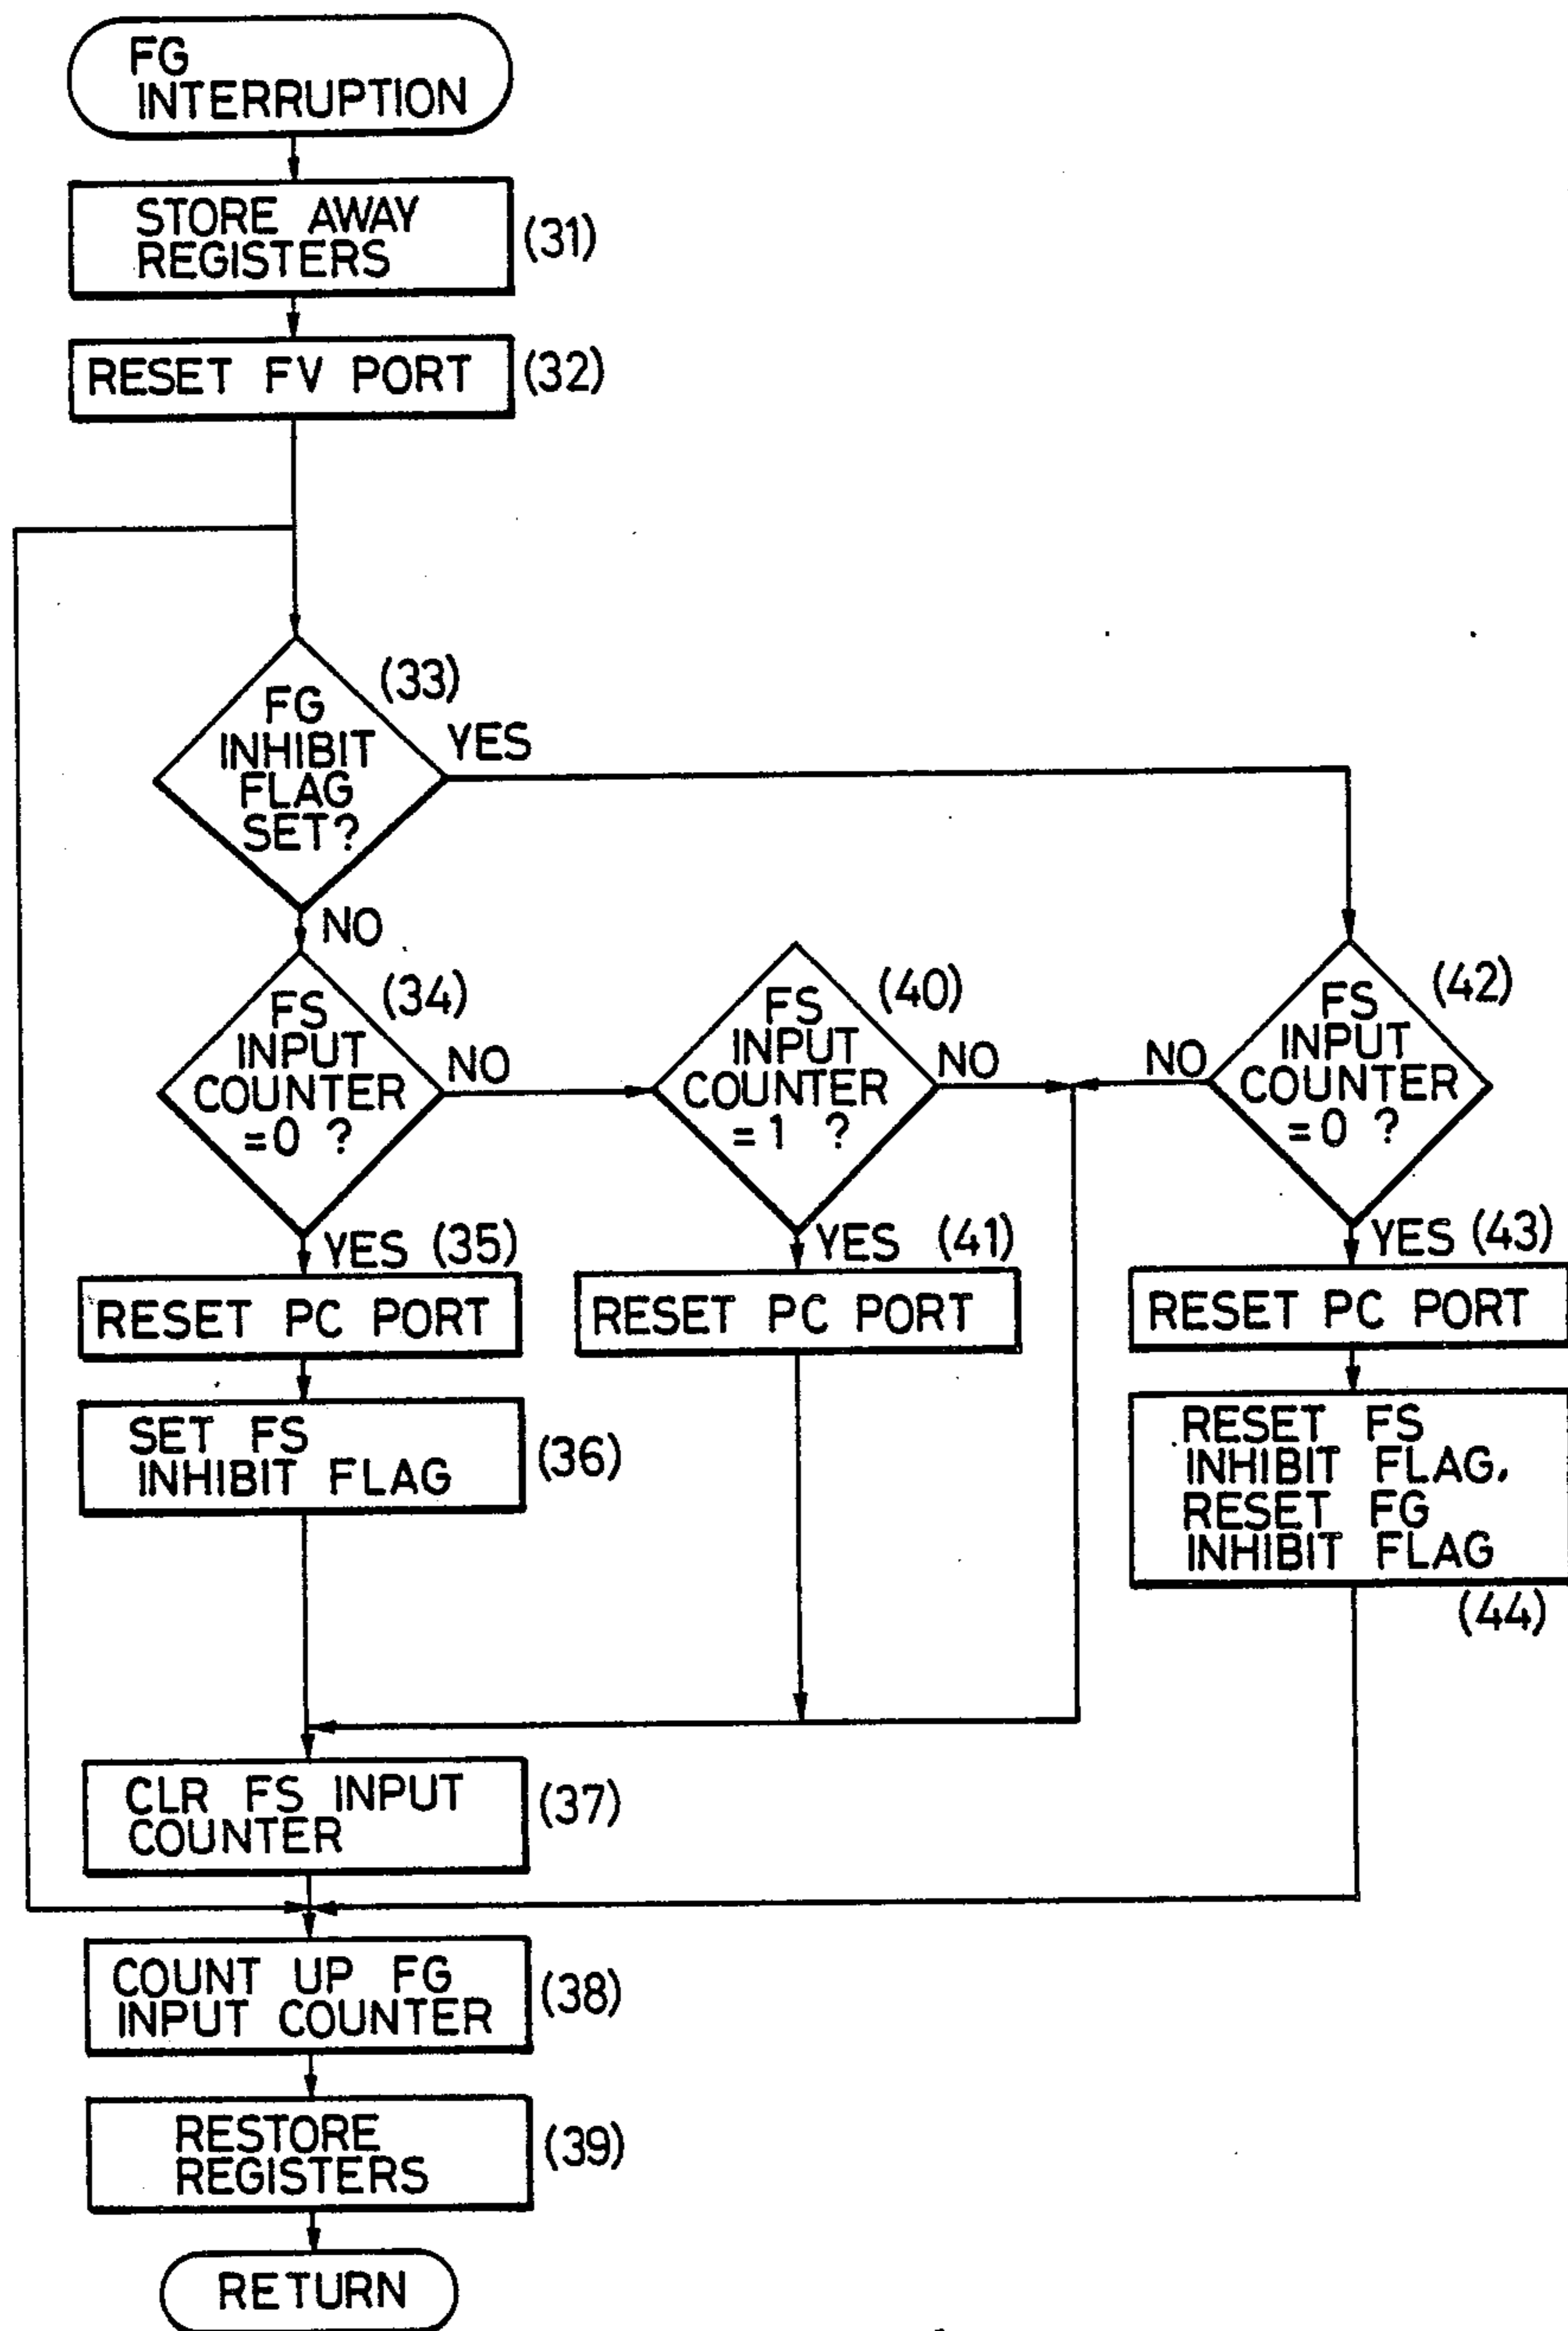 FG
INTERRUPTION
STORE AWAY
REGISTERS
(31)
RESET FV PORT
(32)
(33)
FG
INHIBIT
FLAG
SET?
YES
NO
(34)
FS
INPUT
COUNTER
=0 ?
NO
(40)
FS
INPUT
COUNTER
=1 ?
NO
(42)
FS
INPUT
COUNTER
=0 ?
NO
YES (35)
RESET PC PORT
YES (41)
RESET PC PORT
YES (43)
RESET PC PORT
SET FS
INHIBIT FLAG
(36)
RESET FS
INHIBIT FLAG,
RESET FG
INHIBIT FLAG
(44)
CLR FS INPUT
COUNTER
(37)
COUNT UP FG
INPUT COUNTER
(38)
RESTORE
REGISTERS
(39)
RETURN